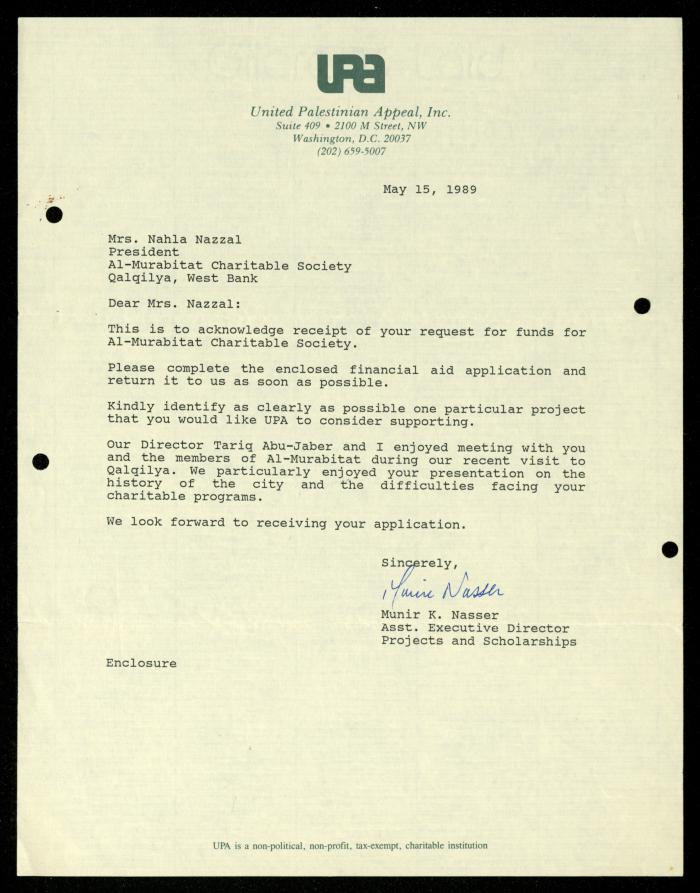 UPA
United Palestinian Appeal, Inc.
Suite 409 • 2100 M Street, NW
Washington, D.C. 20037
(202) 659-5007
May 15, 1989
Mrs. Nahla Nazzal
President
Al-Murabitat Charitable Society
Qalqilya, West Bank
Dear Mrs. Nazzal:
This is to acknowledge receipt of your request for funds for
Al-Murabitat Charitable Society.
Please complete the enclosed financial aid application and
return it to us as soon as possible.
Kindly identify as clearly as possible one particular project
that you would like UPA to consider supporting.
Our Director Tariq Abu-Jaber and I enjoyed meeting with you
and the members of Al-Murabitat during our recent visit to
Qalqilya. We particularly enjoyed your presentation on the
history of the city and the difficulties facing your
charitable programs.
We look forward to receiving your application.
Sincerely,
Munir Nasser
Munir K. Nasser
Asst. Executive Director
Projects and Scholarships
Enclosure
UPA is a non-political, non-profit, tax-exempt, charitable institution